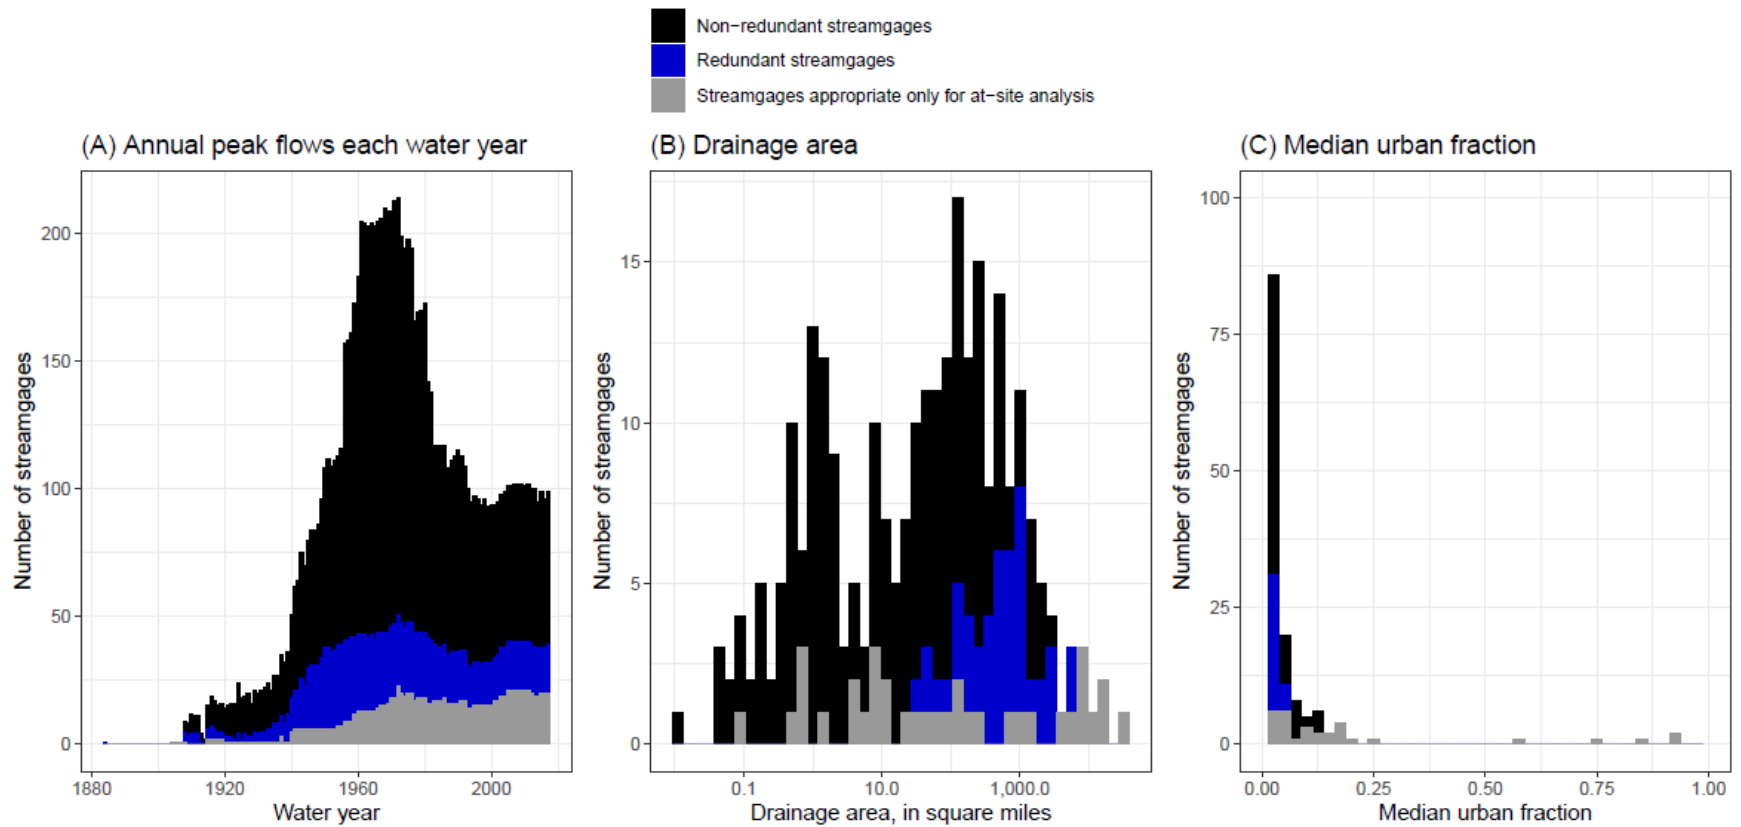 Non−redundant streamgages
Redundant streamgages
Streamgages appropriate only for at−site analysis
(A) Annual peak flows each water year
Number of streamgages
200
150
100
50
0
1880
1920
1960
2000
Water year
(B) Drainage area
Number of streamgages
15
10
5
0
0.1
10.0
1,000.0
Drainage area, in square miles
(C) Median urban fraction
Number of streamgages
100
75
50
25
0
0.00
0.25
0.50
0.75
1.00
Median urban fraction